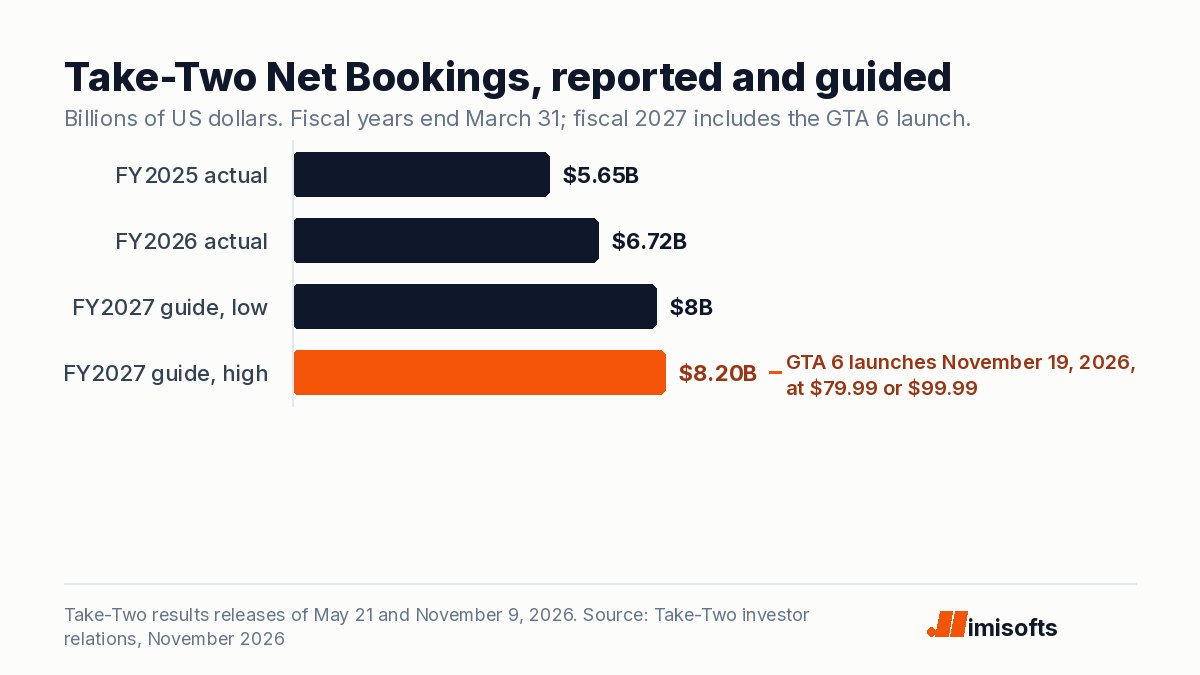 Take-Two Net Bookings, reported and guided
Billions of US dollars. Fiscal years end March 31; fiscal 2027 includes the GTA 6 launch.
FY2025 actual $5.65B
FY2026 actual $6.72B
FY2027 guide, low $8B
FY2027 guide, high $8.20B
GTA 6 launches November 19, 2026,
at $79.99 or $99.99
Take-Two results releases of May 21 and November 9, 2026. Source: Take-Two investor
relations, November 2026
imisofts